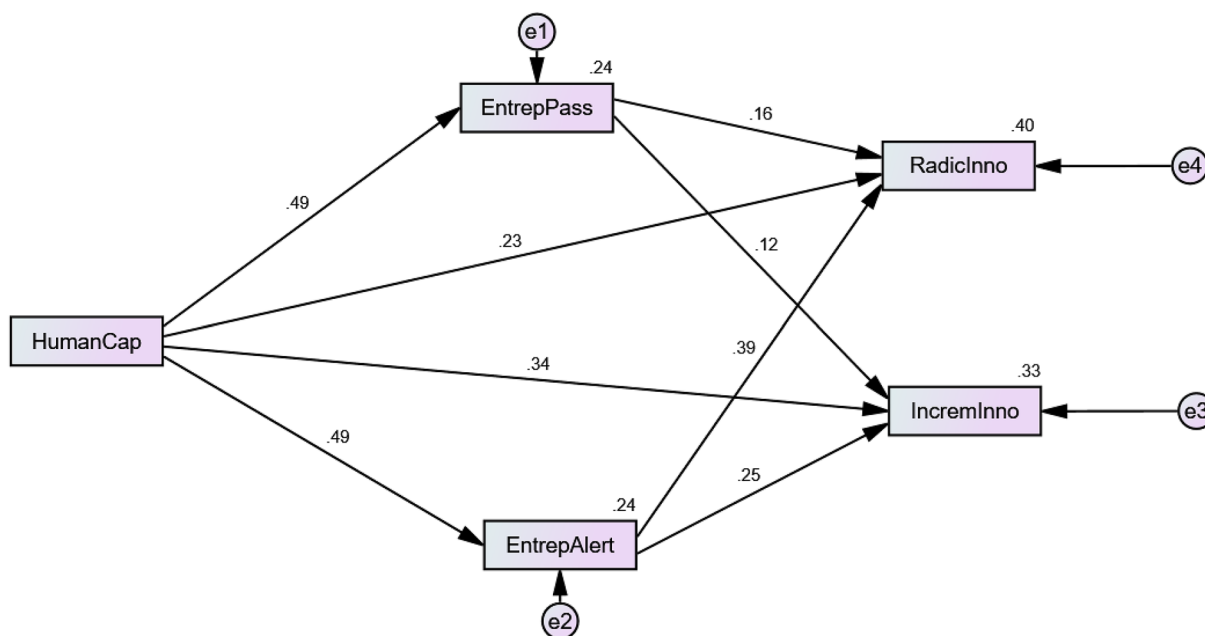 e1
.24
EntrepPass
.16
.40
RadicInno
e4
.49
.23
.12
HumanCap
.34
.39
.33
IncremInno
e3
.49
.25
.24
EntrepAlert
e2